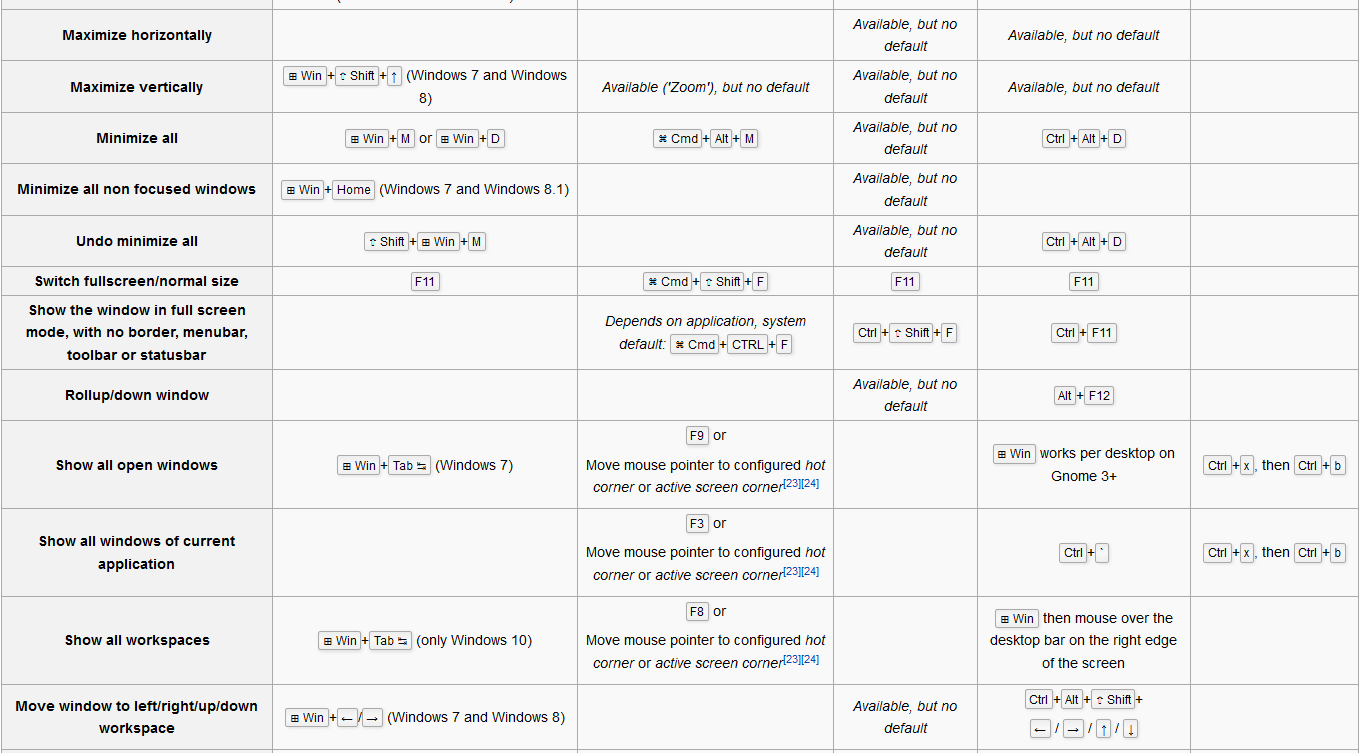 Maximize horizontally
Available, but no
default
Available, but no default
Maximize vertically
⊞ Win+⇧ Shift+↑ (Windows 7 and Windows
8)
Available ('Zoom'), but no default
Available, but no
default
Available, but no default
Minimize all
⊞ Win+M or ⊞ Win+D
⌘ Cmd+Alt+M
Available, but no
default
Ctrl+Alt+D
Minimize all non focused windows
⊞ Win+Home (Windows 7 and Windows 8.1)
Available, but no
default
Undo minimize all
⇧ Shift+⊞ Win+M
Available, but no
default
Ctrl+Alt+D
Switch fullscreen/normal size
F11
⌘ Cmd+⇧ Shift+F
F11
F11
Show the window in full screen
mode, with no border, menubar,
toolbar or statusbar
Depends on application, system
default: ⌘ Cmd+CTRL+F
Ctrl+⇧ Shift+F
Ctrl+F11
Rollup/down window
Available, but no
default
Alt+F12
Show all open windows
⊞ Win+Tab ⇆ (Windows 7)
F9 or
Move mouse pointer to configured hot
corner or active screen corner[23][24]
⊞ Win works per desktop on
Gnome 3+
Ctrl+x, then Ctrl+b
Show all windows of current
application
F3 or
Move mouse pointer to configured hot
corner or active screen corner[23][24]
Ctrl+`
Ctrl+x, then Ctrl+b
Show all workspaces
⊞ Win+Tab ⇆ (only Windows 10)
F8 or
Move mouse pointer to configured hot
corner or active screen corner[23][24]
⊞ Win then mouse over the
desktop bar on the right edge
of the screen
Move window to left/right/up/down
workspace
⊞ Win+←/→ (Windows 7 and Windows 8)
Available, but no
default
Ctrl+Alt+⇧ Shift+
← / → / ↑ / ↓